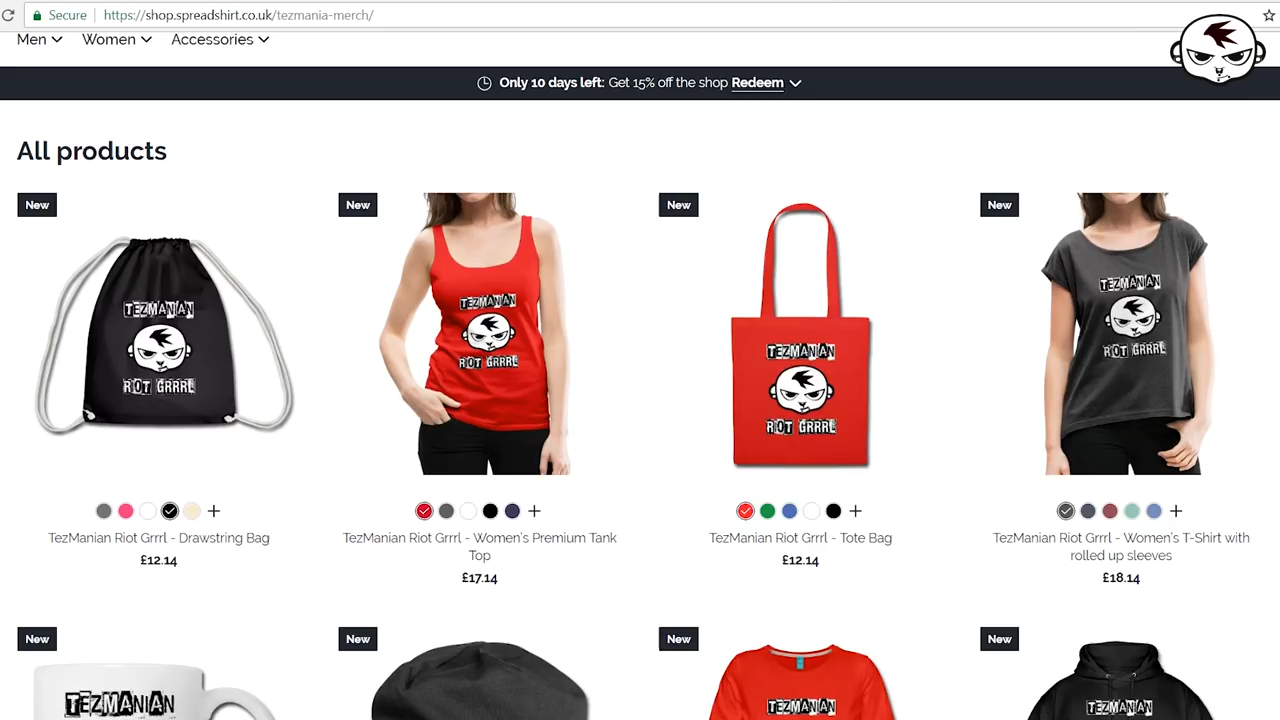 Secure
https://shop.spreadshirt.co.uk/tezmania-merch/
Men
Women
Accessories
Only 10 days left: Get 15% off the shop Redeem
All products
New
New
New
New
TEZMANIAN
RIOT GRRRL
TEZMANIAN
RIOT GRRRL
TEZMANIAN
RIOT GRRRL
TEZMANIAN
RIOT GRRRL
TezManian Riot Grrrl - Drawstring Bag
£12.14
TezManian Riot Grrrl - Women's Premium Tank
Top
£17.14
TezManian Riot Grrrl - Tote Bag
£12.14
TezManian Riot Grrrl - Women's T-Shirt with
rolled up sleeves
£18.14
New
New
New
New
TEZMANIAN
TEZMANIAN
TEZMANIAN